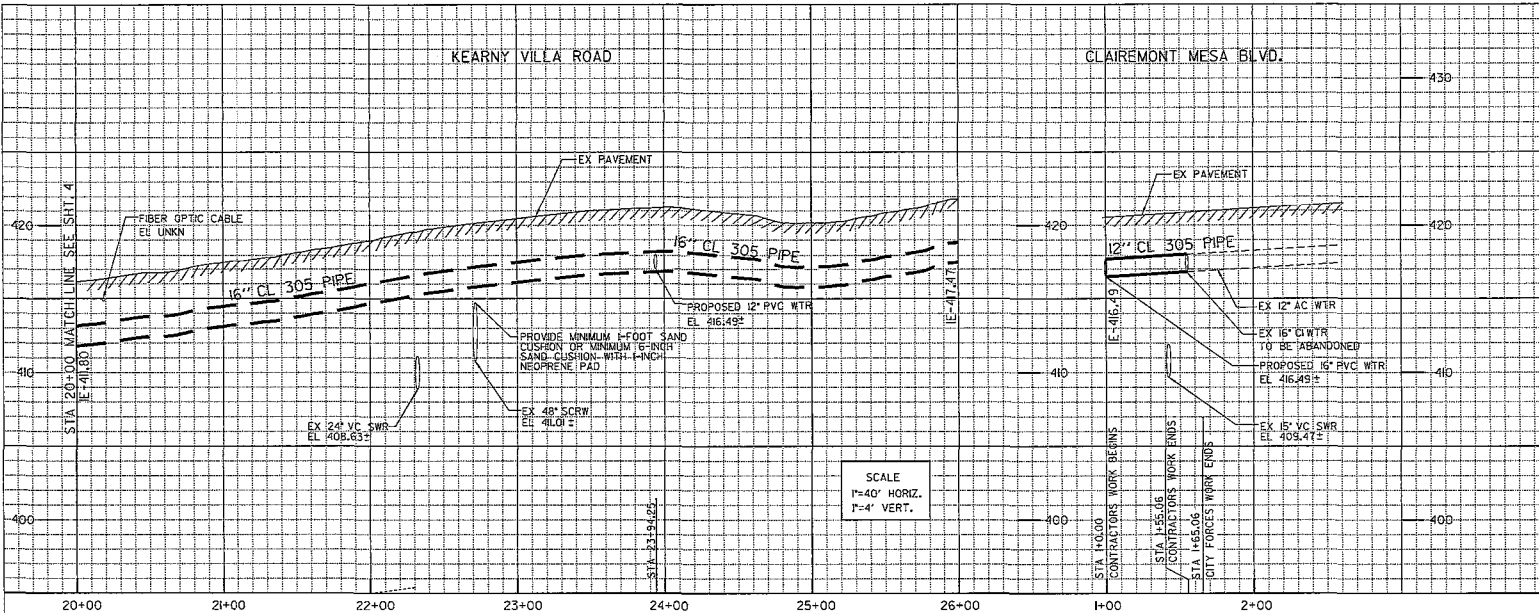 KEARNY VILLA ROAD
CLAIREMONT MESA BLVD.
430
EX PAVEMENT
EX PAVEMENT
FIBER OPTIC CABLE
EL UNKN
420
420
420
16" CL 305 PIPE
16" CL 305 PIPE
12" CL 305 PIPE
STA 20+00 MATCH LINE SEE SHT. 4
IE-411.80
PROPOSED 12" PVC WTR
EL 416.49±
IE-417.47
IE-416.49
EX 12" AC WTR
EX 16" CI WTR
TO BE ABANDONED
PROPOSED 16" PVC WTR
EL 416.49±
PROVIDE MINIMUM 1-FOOT SAND
CUSHION OR MINIMUM 6-INCH
SAND CUSHION WITH 1-INCH
NEOPRENE PAD
410
410
410
EX 24" VC SWR
EL 408.63±
EX 48" SCRW
EL 411.01±
EX 15" VC SWR
EL 409.47±
SCALE
1"=40' HORIZ.
1"=4' VERT.
400
400
400
STA 23+94.25
STA 1+0.00
CONTRACTORS WORK BEGINS
STA 1+55.06
CONTRACTORS WORK ENDS
STA 1+65.06
CITY FORCES WORK ENDS
20+00
21+00
22+00
23+00
24+00
25+00
26+00
1+00
2+00